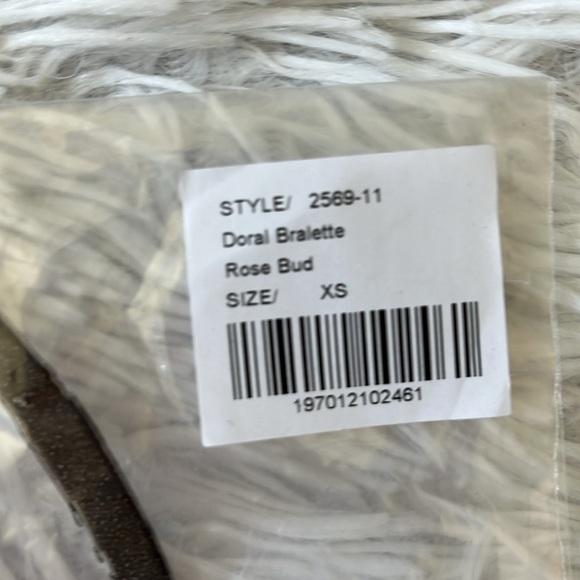 STYLE/ 2569-11
Doral Bralette
Rose Bud
SIZE/ XS
197012102461